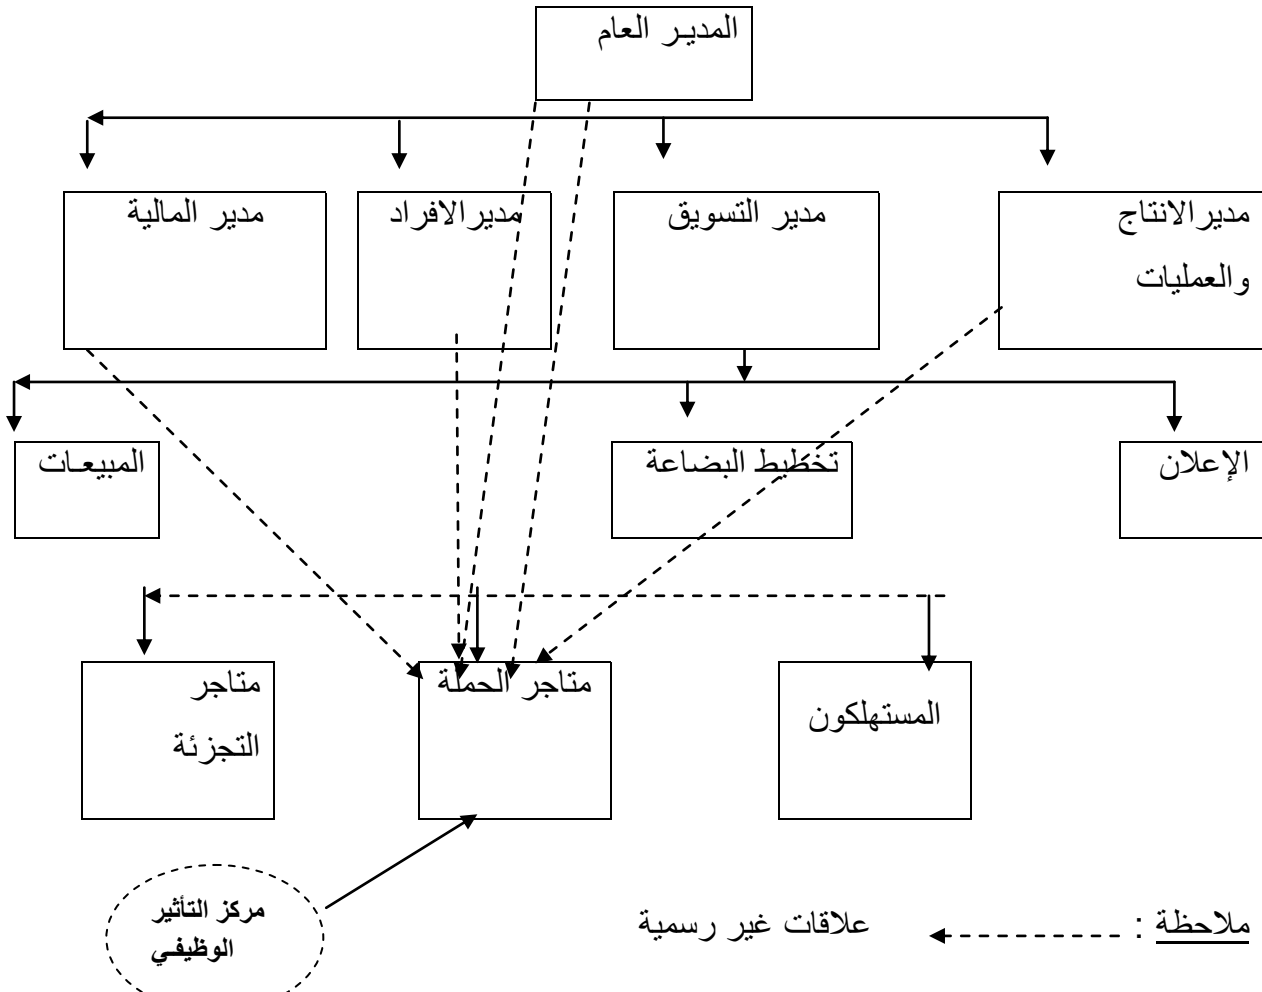 المديـر العام
مديرالانتاج
والعمليات
مدير التسويق
مديرالافراد
مدير المالية
الإعلان
تخطيط البضاعة
المبيعـات
المستهلكون
متاجر الحملة
متاجر
التجزئة
مركز التأثير
الوظيفـي
ملاحظة :
علاقات غير رسمية